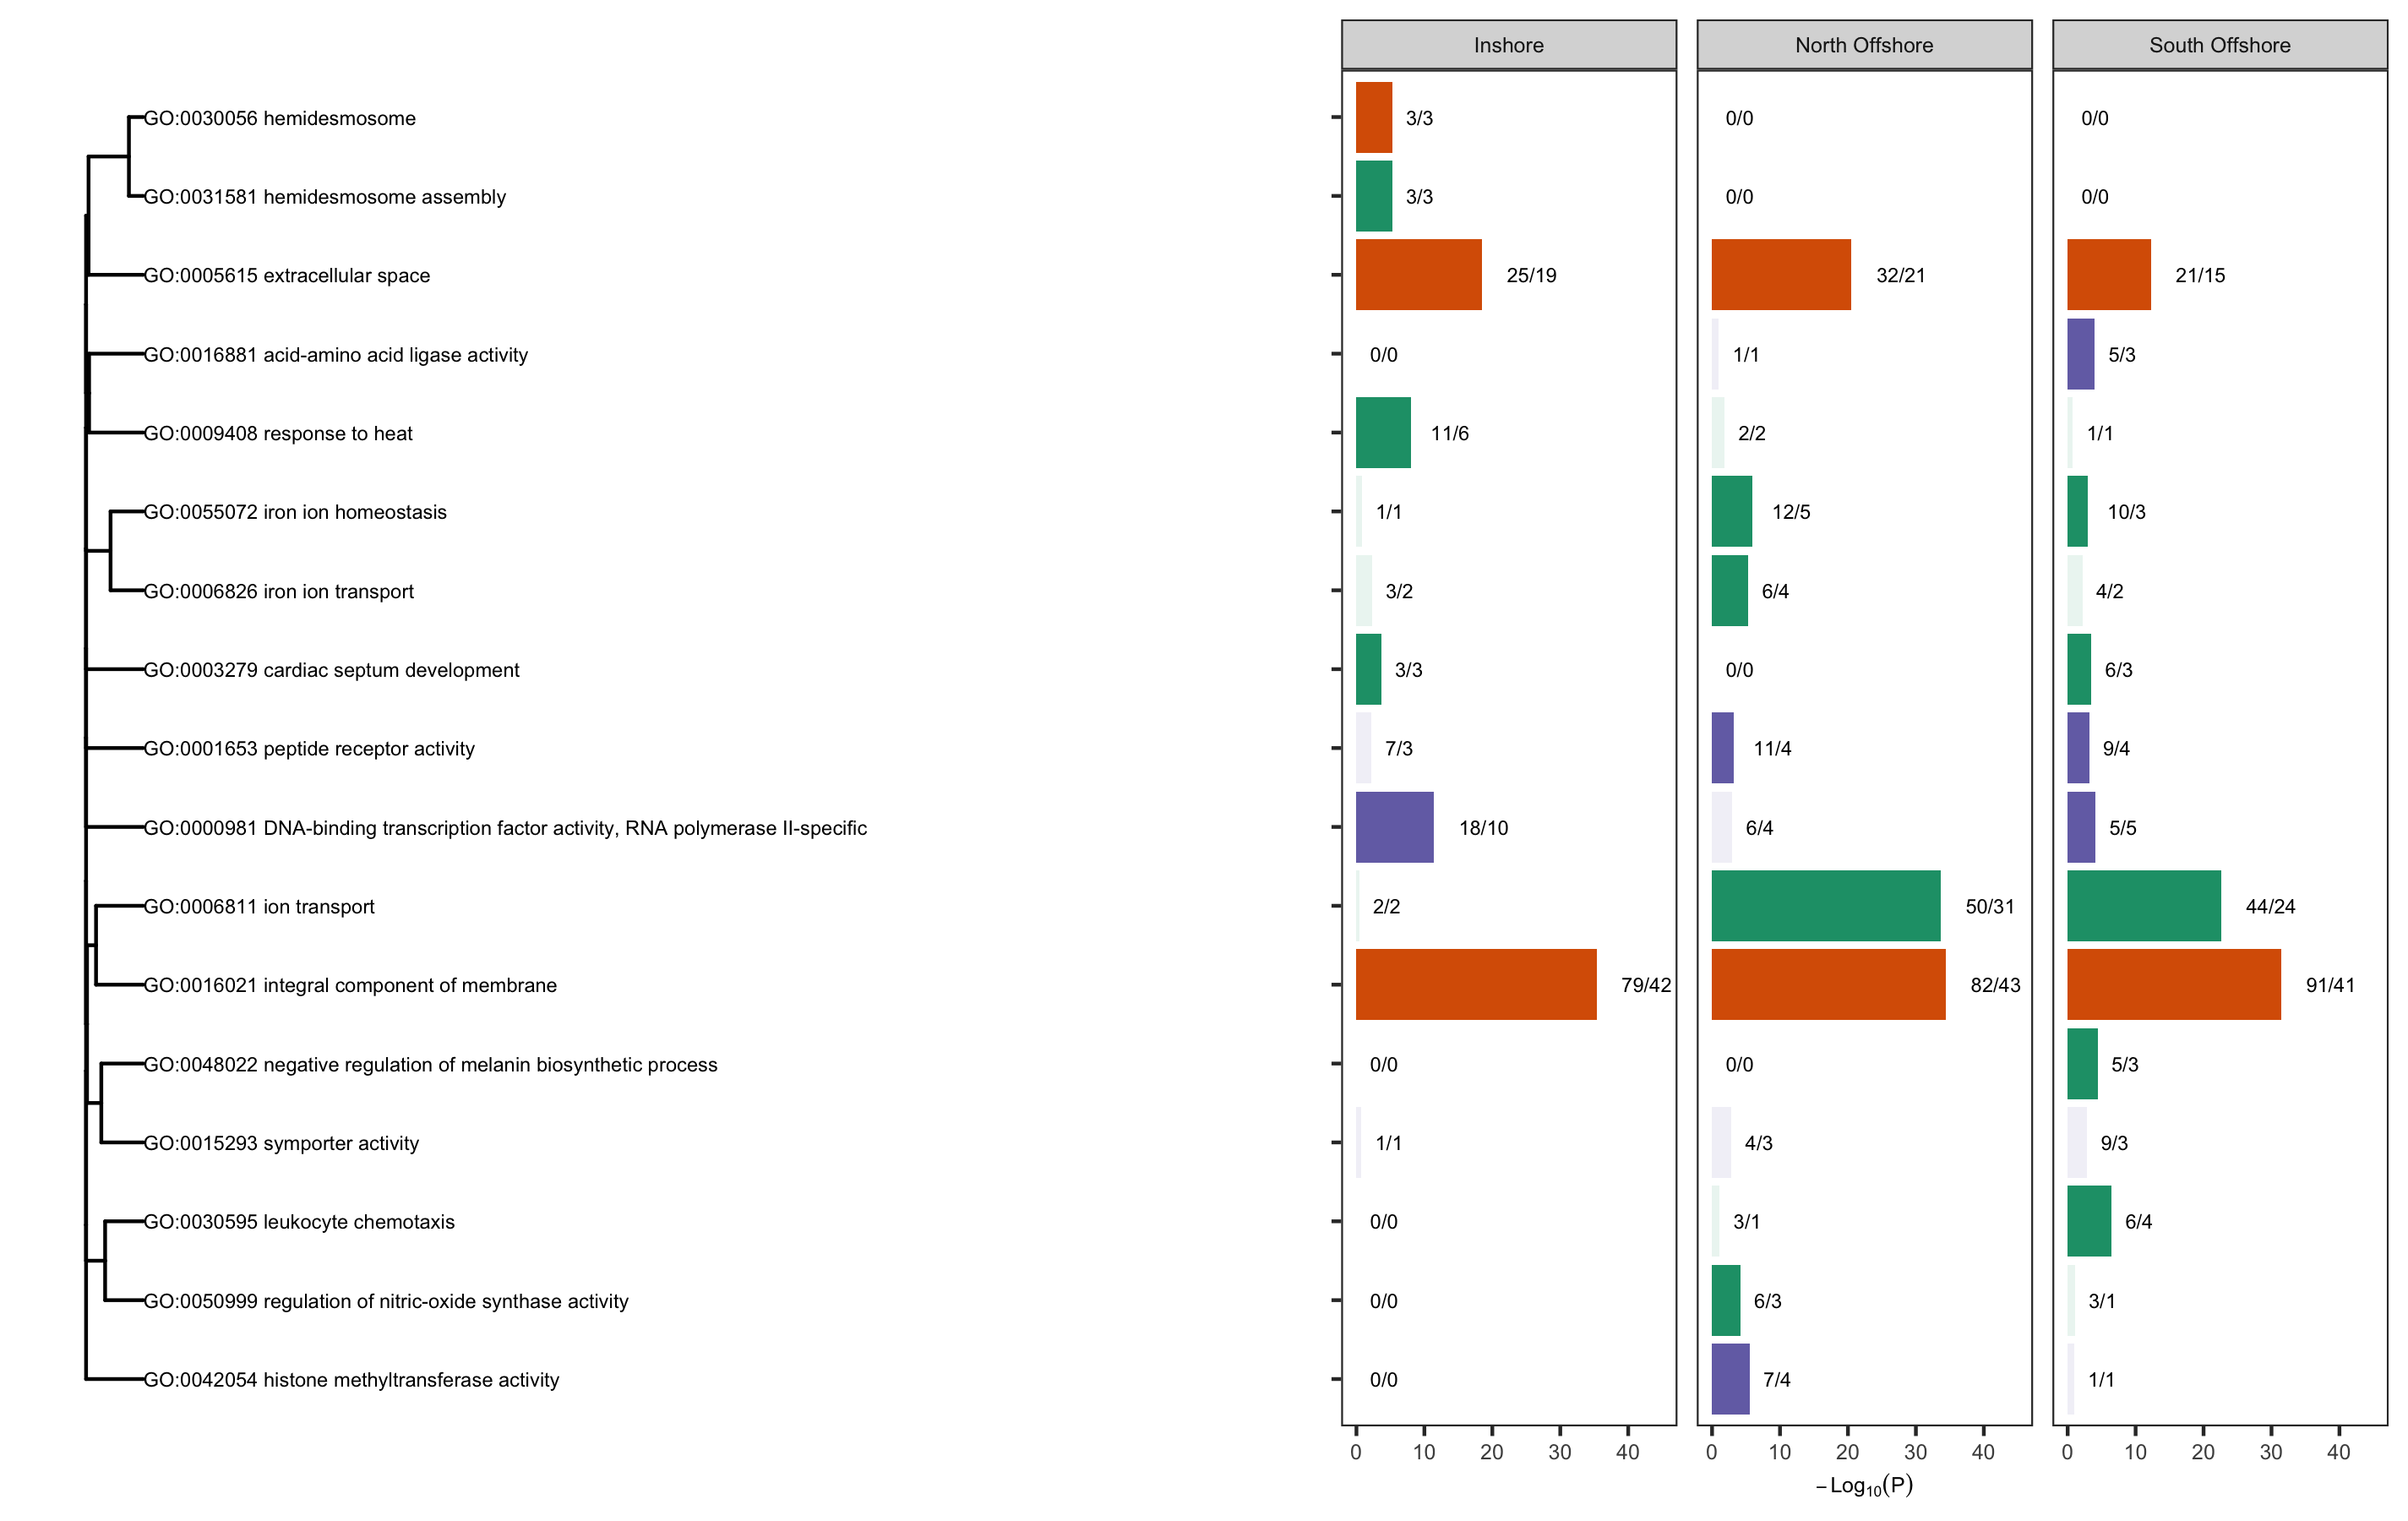 Inshore North Offshore South Offshore
GO:0030056 hemidesmosome 3/3 0/0 0/0
GO:0031581 hemidesmosome assembly 3/3 0/0 0/0
GO:0005615 extracellular space 25/19 32/21 21/15
GO:0016881 acid-amino acid ligase activity 0/0 1/1 5/3
GO:0009408 response to heat 11/6 2/2 1/1
GO:0055072 iron ion homeostasis 1/1 12/5 10/3
GO:0006826 iron ion transport 3/2 6/4 4/2
GO:0003279 cardiac septum development 3/3 0/0 6/3
GO:0001653 peptide receptor activity 7/3 11/4 9/4
GO:0000981 DNA-binding transcription factor activity, RNA polymerase II-specific 18/10 6/4 5/5
GO:0006811 ion transport 2/2 50/31 44/24
GO:0016021 integral component of membrane 79/42 82/43 91/41
GO:0048022 negative regulation of melanin biosynthetic process 0/0 0/0 5/3
GO:0015293 symporter activity 1/1 4/3 9/3
GO:0030595 leukocyte chemotaxis 0/0 3/1 6/4
GO:0050999 regulation of nitric-oxide synthase activity 0/0 6/3 3/1
GO:0042054 histone methyltransferase activity 0/0 7/4 1/1
0 10 20 30 40 0 10 20 30 40 0 10 20 30 40
−Log₁₀(P)